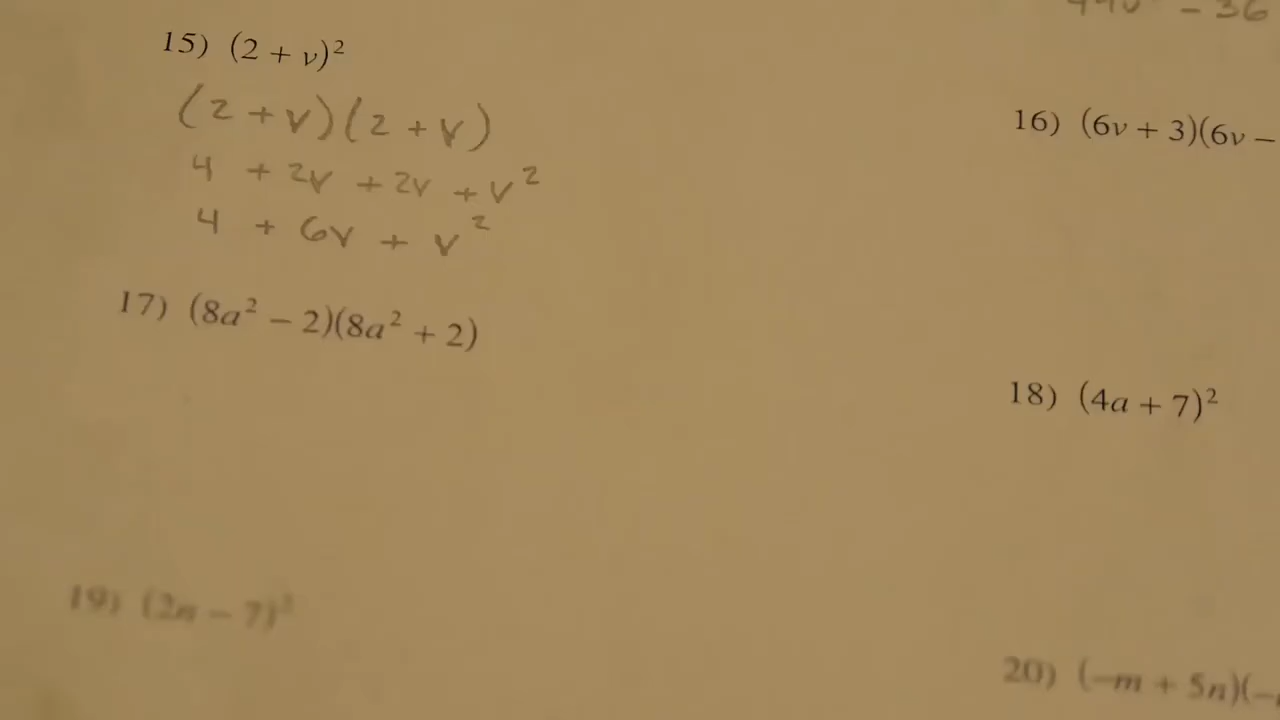 - 36
15) (2 + v)²
(2 + v)(2 + v)
4 + 2v + 2v + v²
4 + 6v + v²
16) (6v + 3)(6v −
17) (8a² − 2)(8a² + 2)
18) (4a + 7)²
19) (2n − 7)²
20) (−m + 5n)(−